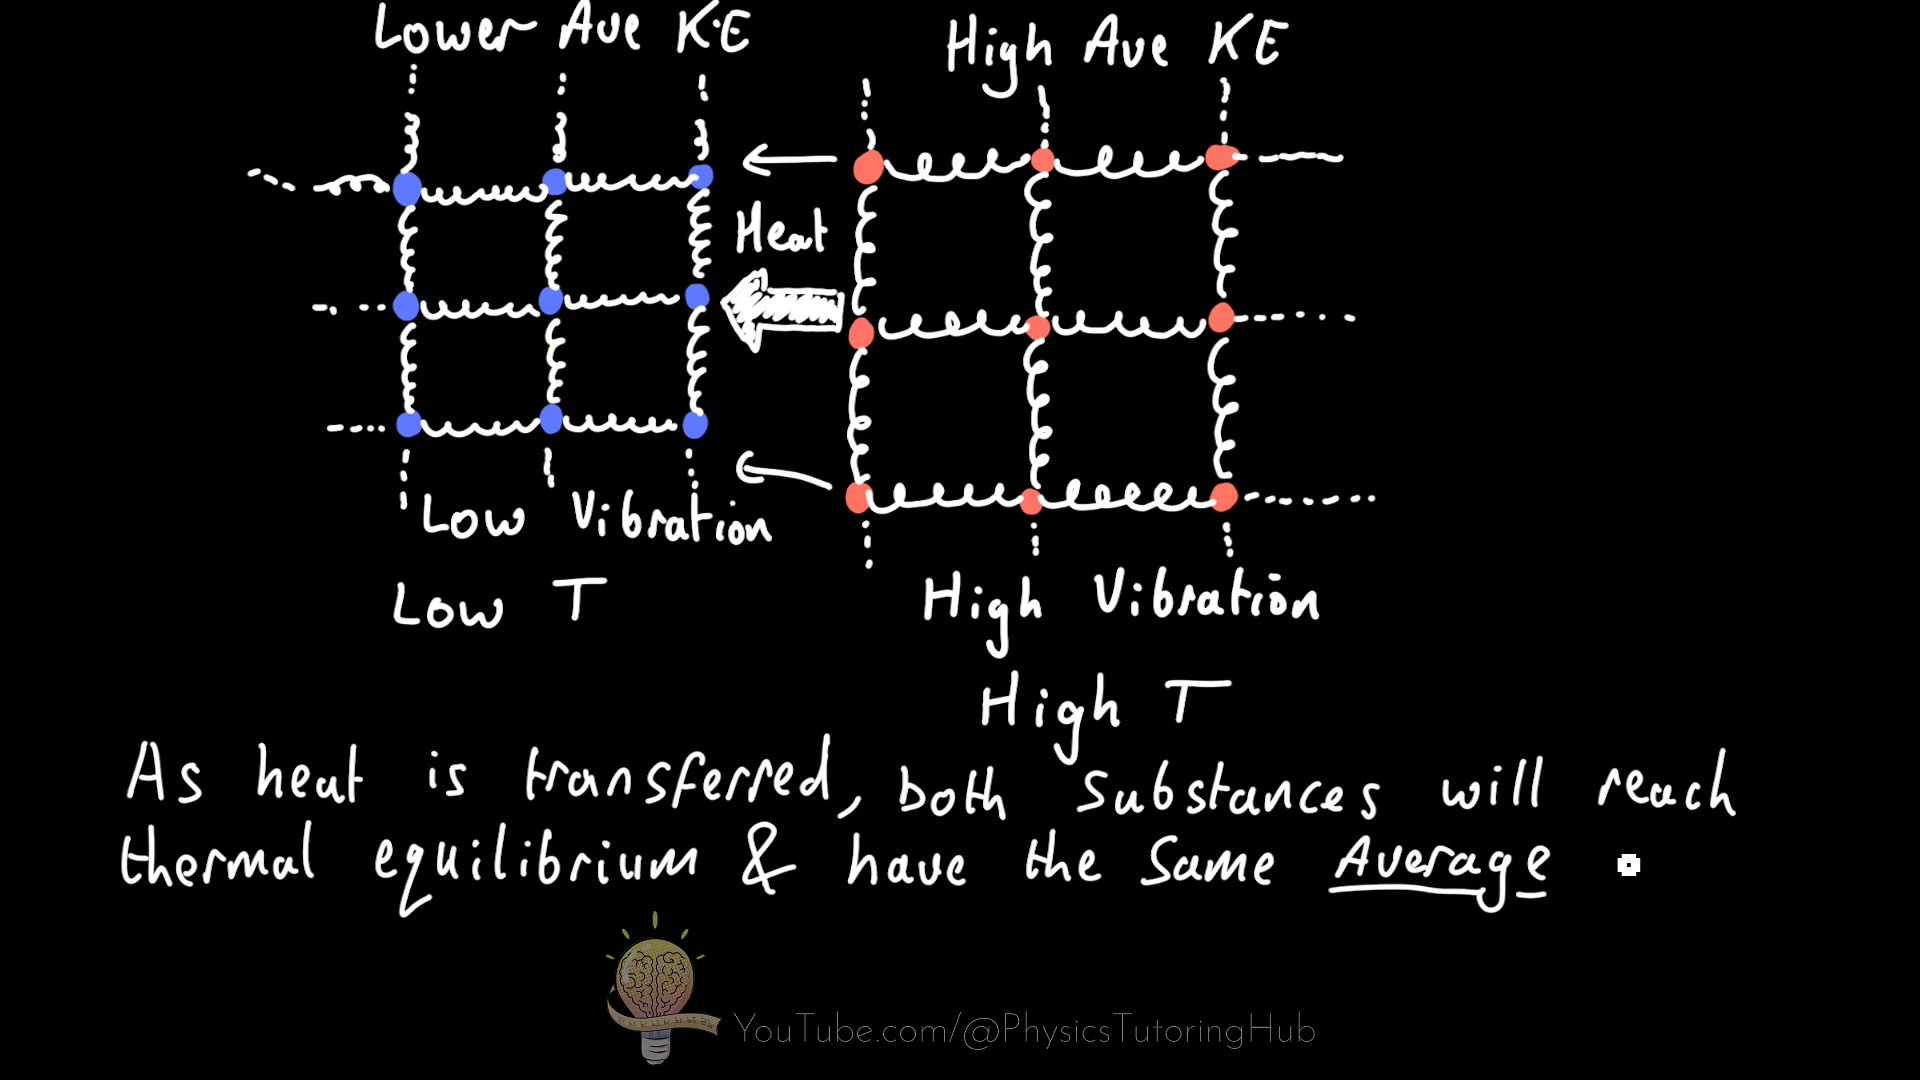 Lower Ave KE
High Ave KE
Heat
Low Vibration
Low T
High Vibration
High T
As heat is transferred, both substances will reach
thermal equilibrium & have the same Average
YouTube.com/@PhysicsTutoringHub